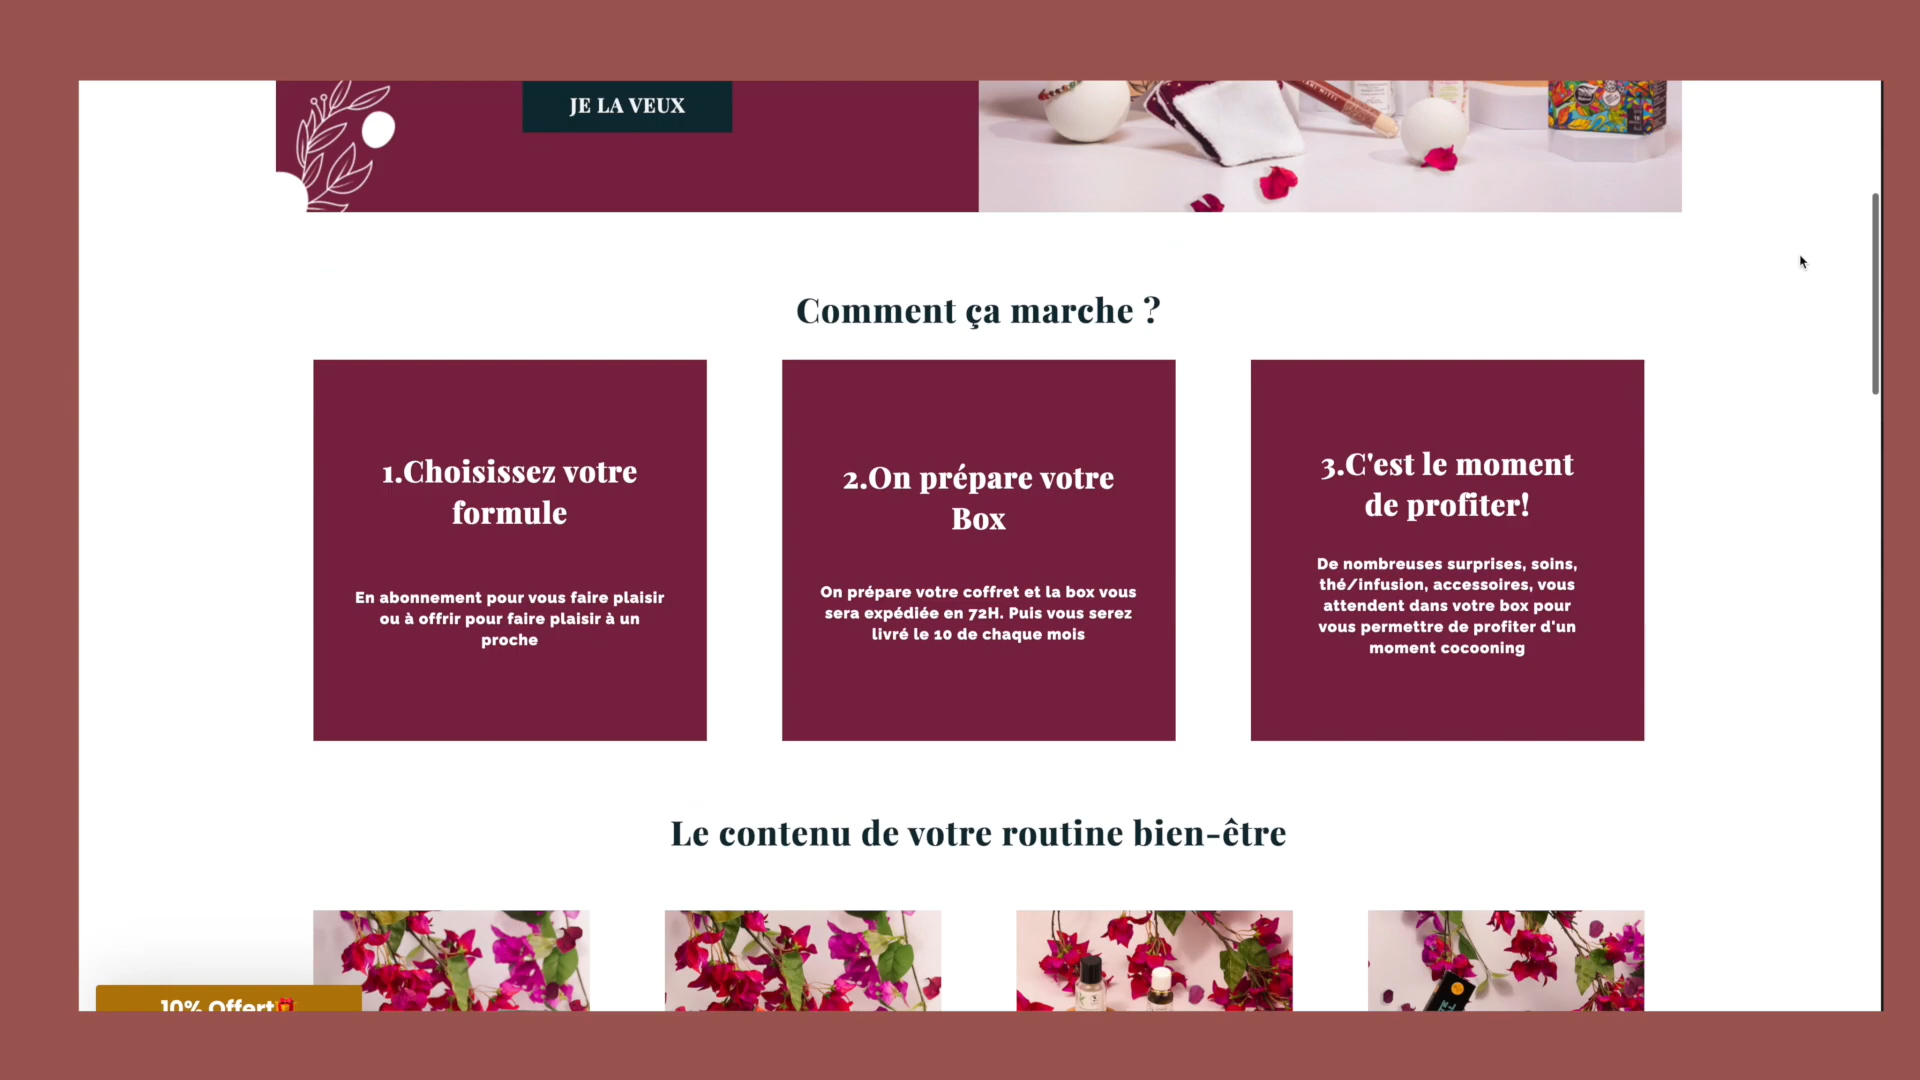 JE LA VEUX
Comment ça marche ?
1.Choisissez votre
formule
En abonnement pour vous faire plaisir
ou à offrir pour faire plaisir à un
proche
2.On prépare votre
Box
On prépare votre coffret et la box vous
sera expédiée en 72H. Puis vous serez
livré le 10 de chaque mois
3.C'est le moment
de profiter!
De nombreuses surprises, soins,
thé/infusion, accessoires, vous
attendent dans votre box pour
vous permettre de profiter d'un
moment cocooning
Le contenu de votre routine bien-être
10% Offert🎁